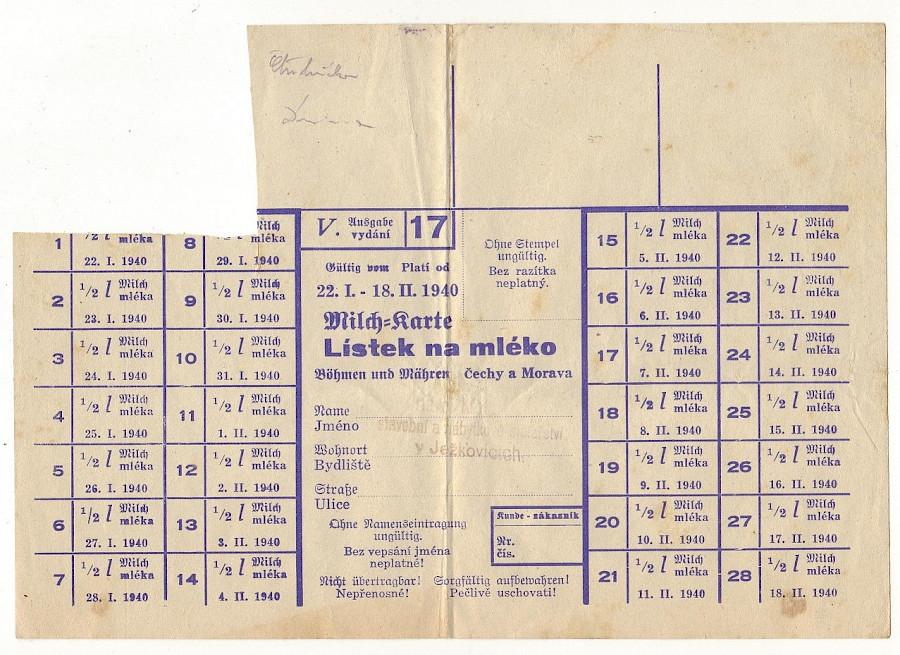 1 ½ l mléka 22. I. 1940
2 ½ l Milch mléka 23. I. 1940
3 ½ l Milch mléka 24. I. 1940
4 ½ l Milch mléka 25. I. 1940
5 ½ l Milch mléka 26. I. 1940
6 ½ l Milch mléka 27. I. 1940
7 ½ l Milch mléka 28. I. 1940
8 ½ l Milch mléka 29. I. 1940
9 ½ l Milch mléka 30. I. 1940
10 ½ l Milch mléka 31. I. 1940
11 ½ l Milch mléka 1. II. 1940
12 ½ l Milch mléka 2. II. 1940
13 ½ l Milch mléka 3. II. 1940
14 ½ l Milch mléka 4. II. 1940
V. Ausgabe vydání 17
Ohne Stempel
ungültig.
Bez razítka
neplatný.
Gültig vom Platí od
22. I. - 18. II. 1940
Milch-Karte
Lístek na mléko
Böhmen und Mähren čechy a Morava
Name
Jméno
Wohnort
v Ježkovicích.
Bydliště
Straße
Ulice
Ohne Namenseintragung
ungültig.
Bez vepsání jména
neplatné!
Kunde - zákazník
Nr.
čís.
Nicht übertragbar! Sorgfältig aufbewahren!
Nepřenosné! Pečlivě uschovati!
15 ½ l Milch mléka 5. II. 1940
16 ½ l Milch mléka 6. II. 1940
17 ½ l Milch mléka 7. II. 1940
18 ½ l Milch mléka 8. II. 1940
19 ½ l Milch mléka 9. II. 1940
20 ½ l Milch mléka 10. II. 1940
21 ½ l Milch mléka 11. II. 1940
22 ½ l Milch mléka 12. II. 1940
23 ½ l Milch mléka 13. II. 1940
24 ½ l Milch mléka 14. II. 1940
25 ½ l Milch mléka 15. II. 1940
26 ½ l Milch mléka 16. II. 1940
27 ½ l Milch mléka 17. II. 1940
28 ½ l Milch mléka 18. II. 1940